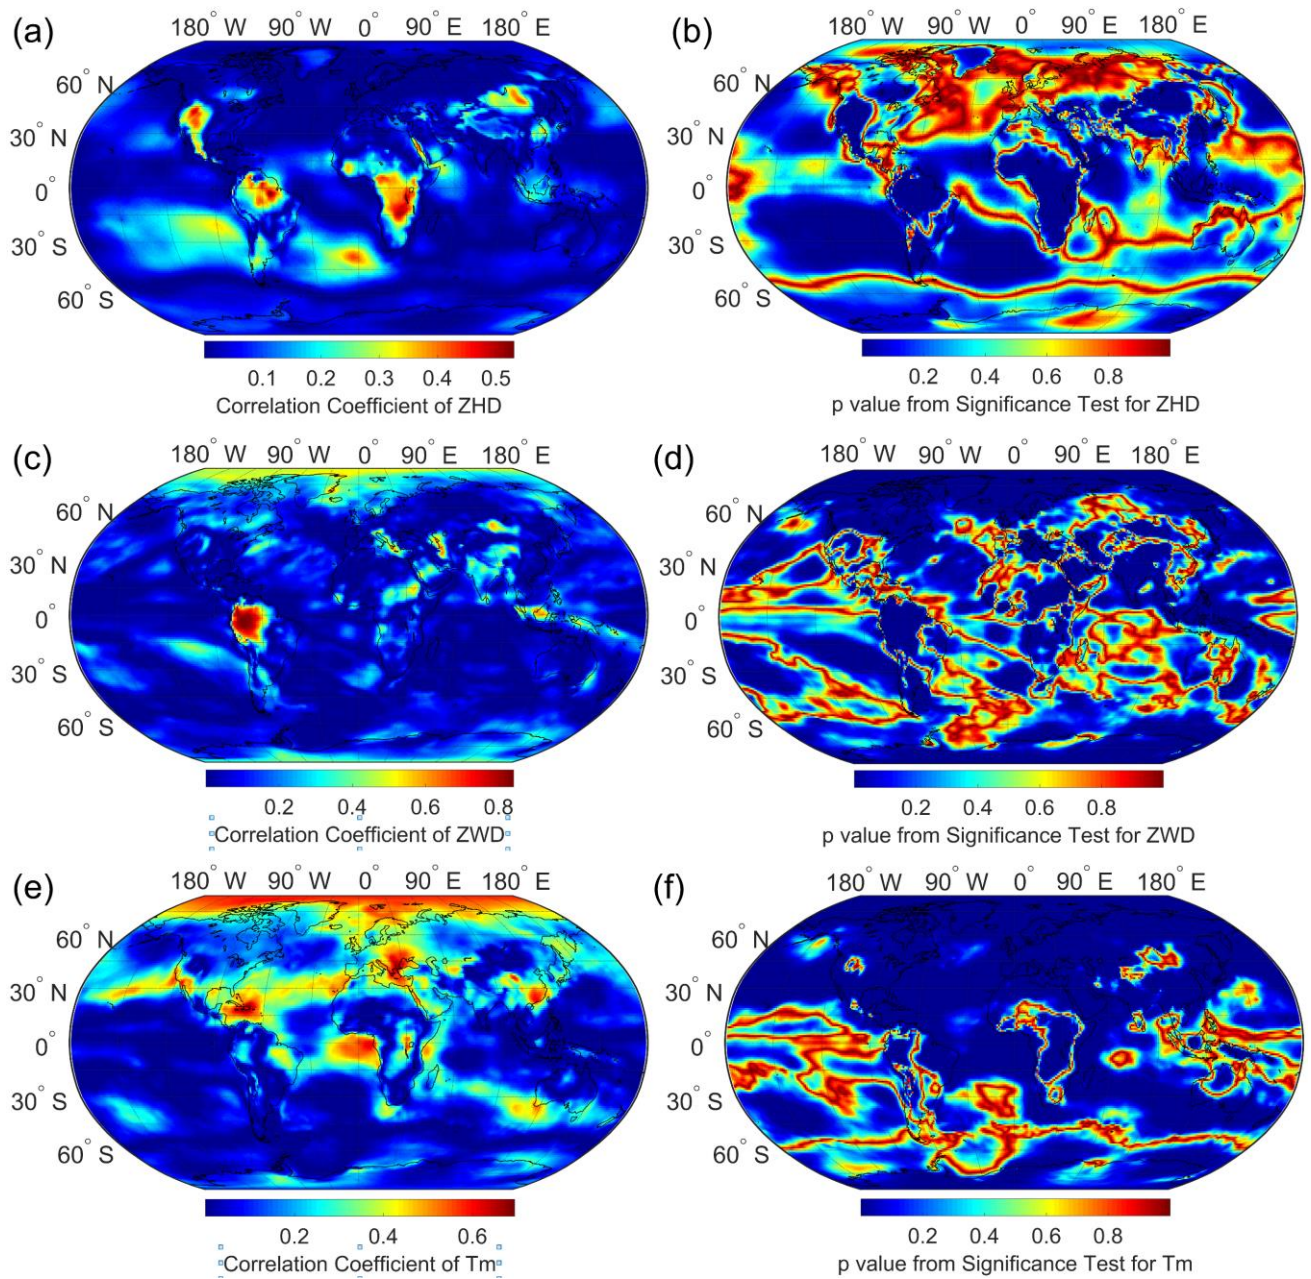 (a)
180° W 90° W 0° 90° E 180° E
60° N
30° N
0°
30° S
60° S
0.1 0.2 0.3 0.4 0.5
Correlation Coefficient of ZHD
(b)
180° W 90° W 0° 90° E 180° E
60° N
30° N
0°
30° S
60° S
0.2 0.4 0.6 0.8
p value from Significance Test for ZHD
(c)
180° W 90° W 0° 90° E 180° E
60° N
30° N
0°
30° S
60° S
0.2 0.4 0.6 0.8
Correlation Coefficient of ZWD
(d)
180° W 90° W 0° 90° E 180° E
60° N
30° N
0°
30° S
60° S
0.2 0.4 0.6 0.8
p value from Significance Test for ZWD
(e)
180° W 90° W 0° 90° E 180° E
60° N
30° N
0°
30° S
60° S
0.2 0.4 0.6
Correlation Coefficient of Tm
(f)
180° W 90° W 0° 90° E 180° E
60° N
30° N
0°
30° S
60° S
0.2 0.4 0.6 0.8
p value from Significance Test for Tm